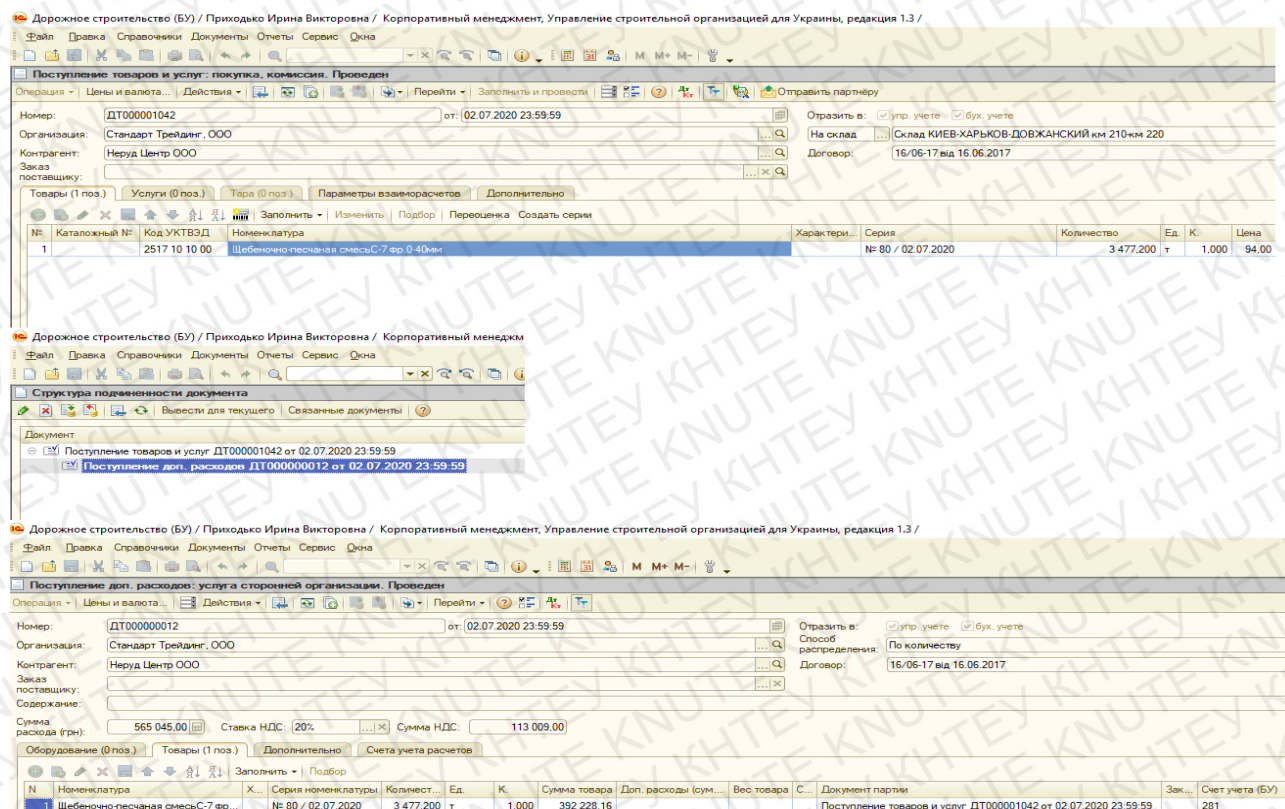 Дорожное строительство (БУ) / Приходько Ирина Викторовна / Корпоративный менеджмент, Управление строительной организацией для Украины, редакция 1.3 /
Файл Правка Справочники Документы Отчеты Сервис Окна
M M+ M-
Поступление товаров и услуг: покупка, комиссия. Проведен
Операция Цены и валюта... Действия Перейти Заполнить и провести Отправить партнёру
Номер: ДТ000001042 от: 02.07.2020 23:59:59 Отразить в: упр. учете бух. учете
Организация: Стандарт Трейдинг, ООО На склад Склад КИЕВ-ХАРЬКОВ-ДОВЖАНСКИЙ км 210-км 220
Контрагент: Неруд Центр ООО Договор: 16/06-17 від 16.06.2017
Заказ
поставщику:
Товары (1 поз.) Услуги (0 поз.) Тара (0 поз.) Параметры взаиморасчетов Дополнительно
Заполнить Изменить Подбор Переоценка Создать серии
№ Каталожный № Код УКТВЭД Номенклатура Характери... Серия Количество Ед. К. Цена
1 2517 10 10 00 Щебеночно-песчаная смесьС-7 фр.0-40мм № 80 / 02.07.2020 3 477,200 т 1,000 94,00
Дорожное строительство (БУ) / Приходько Ирина Викторовна / Корпоративный менеджм
Файл Правка Справочники Документы Отчеты Сервис Окна
Структура подчиненности документа
Вывести для текущего Связанные документы
Документ
Поступление товаров и услуг ДТ000001042 от 02.07.2020 23:59:59
Поступление доп. расходов ДТ000000012 от 02.07.2020 23:59:59
Дорожное строительство (БУ) / Приходько Ирина Викторовна / Корпоративный менеджмент, Управление строительной организацией для Украины, редакция 1.3 /
Файл Правка Справочники Документы Отчеты Сервис Окна
M M+ M-
Поступление доп. расходов: услуга сторонней организации. Проведен
Операция Цены и валюта... Действия Перейти
Номер: ДТ000000012 от: 02.07.2020 23:59:59 Отразить в: упр. учете бух. учете
Организация: Стандарт Трейдинг, ООО Способ распределения: По количеству
Контрагент: Неруд Центр ООО Договор: 16/06-17 від 16.06.2017
Заказ
поставщику:
Содержание:
Сумма
расхода (грн): 565 045,00 Ставка НДС: 20% Сумма НДС: 113 009,00
Оборудование (0 поз.) Товары (1 поз.) Дополнительно Счета учета расчетов
Заполнить Подбор
N Номенклатура Х... Серия номенклатуры Количест... Ед. К. Сумма товара Доп. расходы (сум... Вес товара С... Документ партии Зак... Счет учета (БУ)
1 Щебеночно-песчаная смесьС-7 фр... № 80 / 02.07.2020 3 477,200 т 1,000 392 228,16 Поступление товаров и услуг ДТ000001042 от 02.07.2020 23:59:59 281